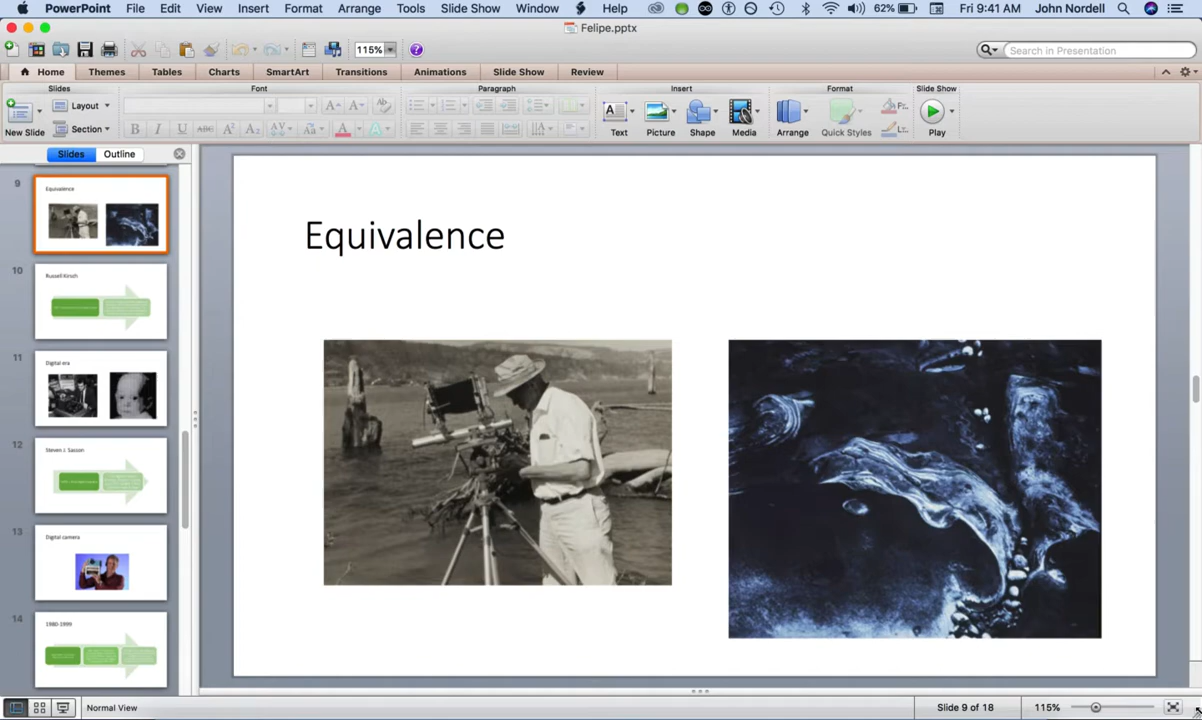 PowerPoint File Edit View Insert Format Arrange Tools Slide Show Window Help 62% Fri 9:41 AM John Nordell
Felipe.pptx
115% Search in Presentation
Home Themes Tables Charts SmartArt Transitions Animations Slide Show Review
Slides Font Paragraph Insert Format Slide Show
New Slide Layout Section Text Picture Shape Media Arrange Quick Styles Play
Slides Outline
9
Equivalence
10
Russell Kirsch
11
Digital era
12
Steven J. Sasson
13
Digital camera
14
1980-1999
Equivalence
Normal View Slide 9 of 18 115%